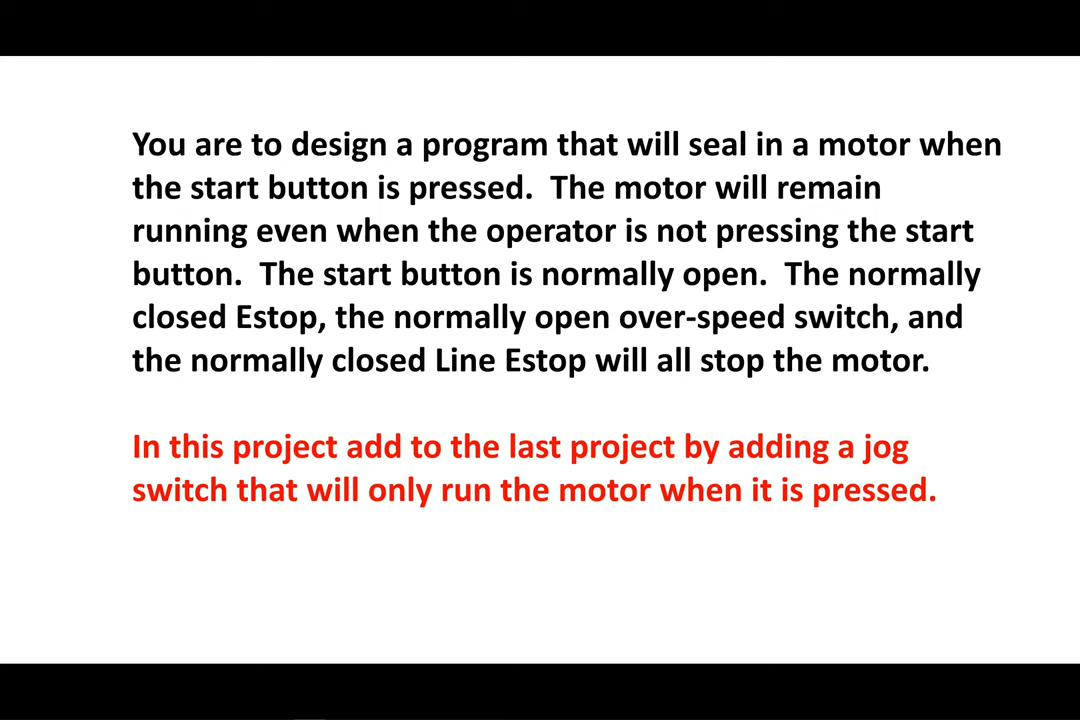 You are to design a program that will seal in a motor when
the start button is pressed.  The motor will remain
running even when the operator is not pressing the start
button.  The start button is normally open.  The normally
closed Estop, the normally open over-speed switch, and
the normally closed Line Estop will all stop the motor.
In this project add to the last project by adding a jog
switch that will only run the motor when it is pressed.